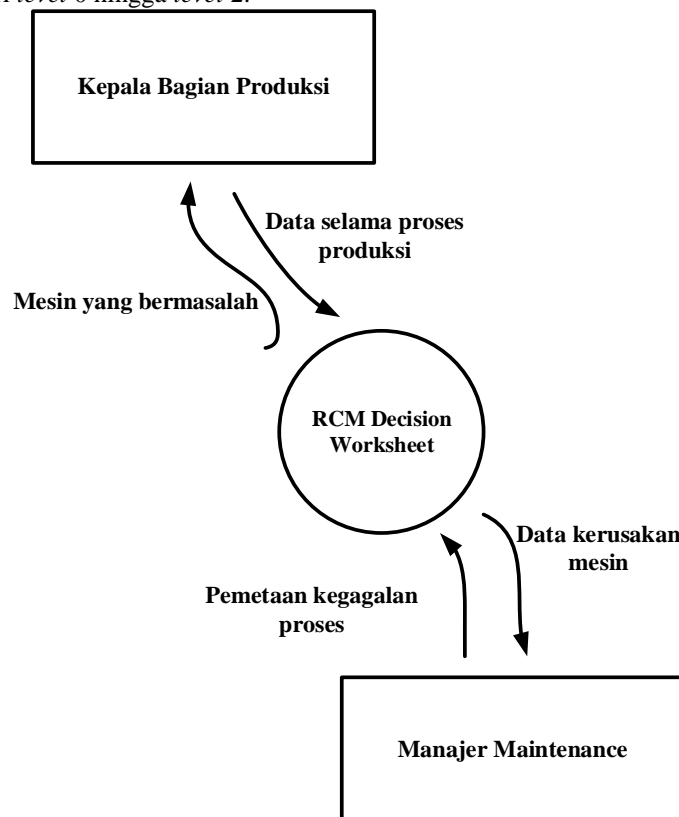 level 0 hingga level 2.
Kepala Bagian Produksi
Data selama proses
produksi
Mesin yang bermasalah
RCM Decision
Worksheet
Data kerusakan
mesin
Pemetaan kegagalan
proses
Manajer Maintenance